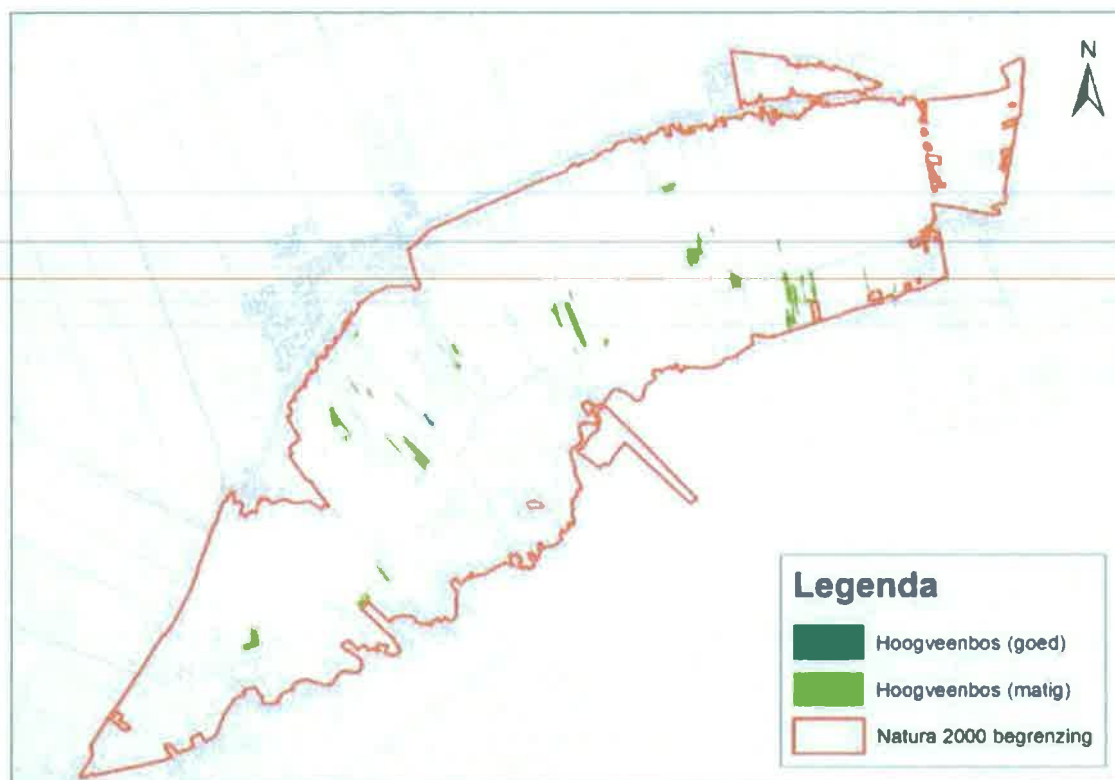 N
Legenda
Hoogveenbos (goed)
Hoogveenbos (matig)
Natura 2000 begrenzing